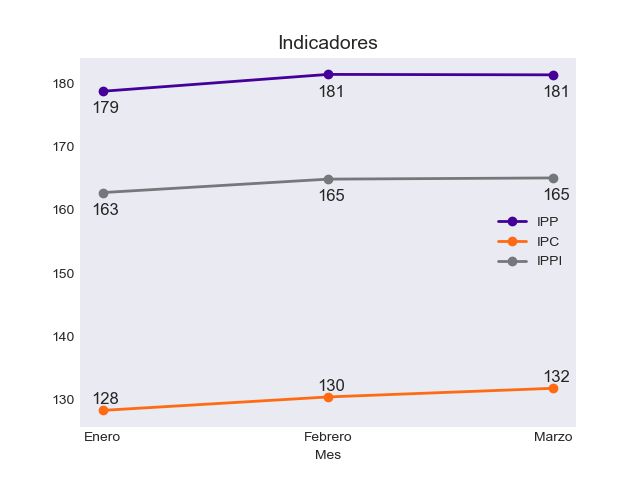 Indicadores
180
170
160
150
140
130
179
181
181
163
165
165
128
130
132
IPP
IPC
IPPI
Enero
Febrero
Marzo
Mes